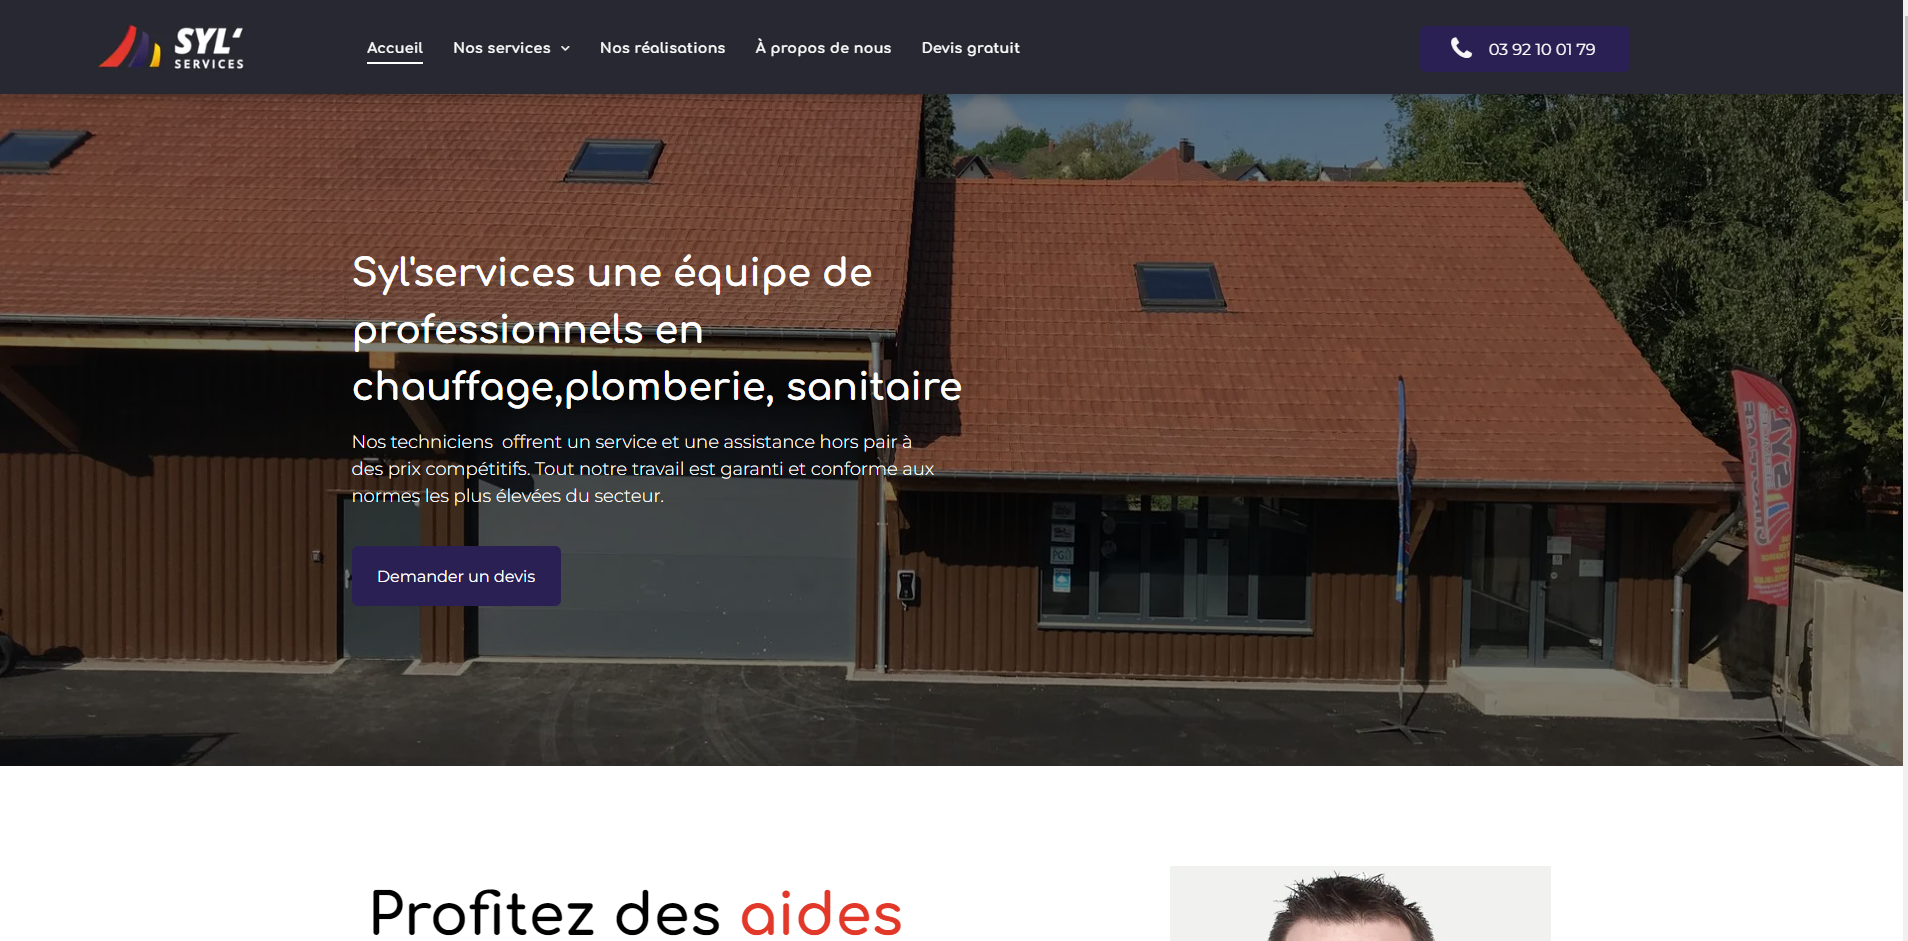 SYL'
SERVICES
Accueil
Nos services
Nos réalisations
À propos de nous
Devis gratuit
03 92 10 01 79
Syl'services une équipe de
professionnels en
chauffage,plomberie, sanitaire
Nos techniciens  offrent un service et une assistance hors pair à
des prix compétitifs. Tout notre travail est garanti et conforme aux
normes les plus élevées du secteur.
Demander un devis
Profitez des aides